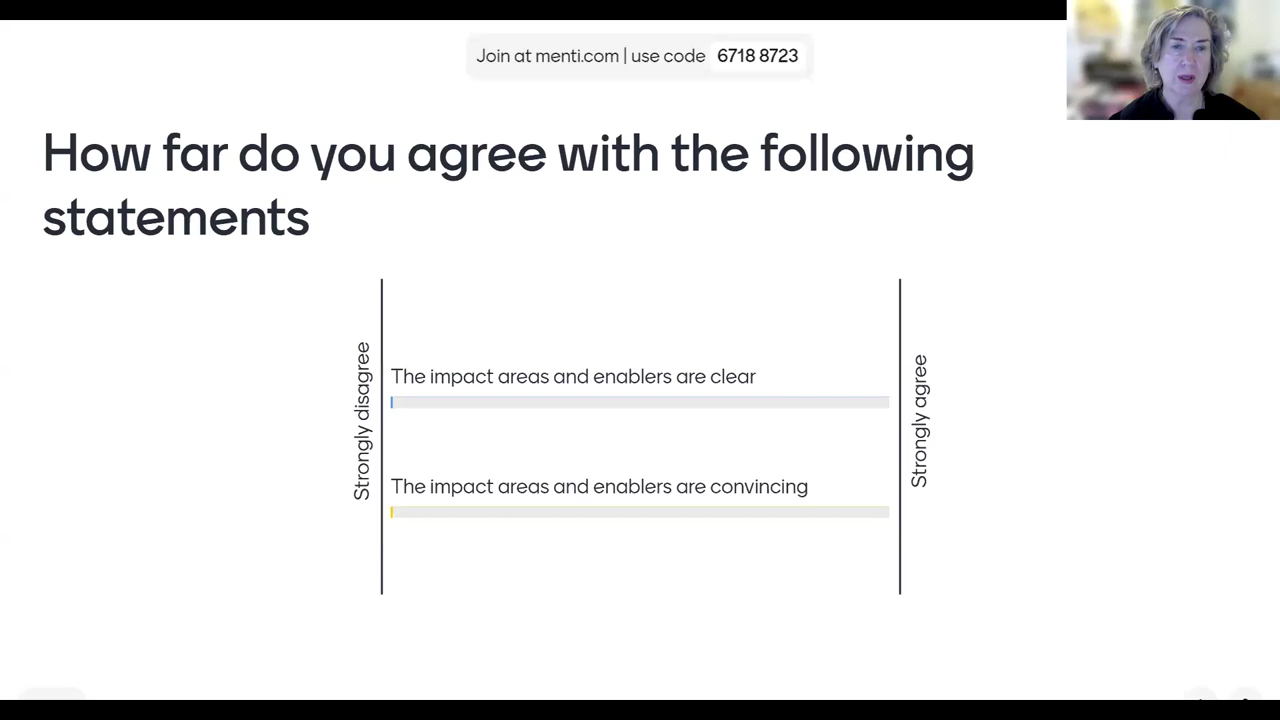 Join at menti.com | use code 6718 8723
How far do you agree with the following
statements
Strongly disagree
The impact areas and enablers are clear
The impact areas and enablers are convincing
Strongly agree